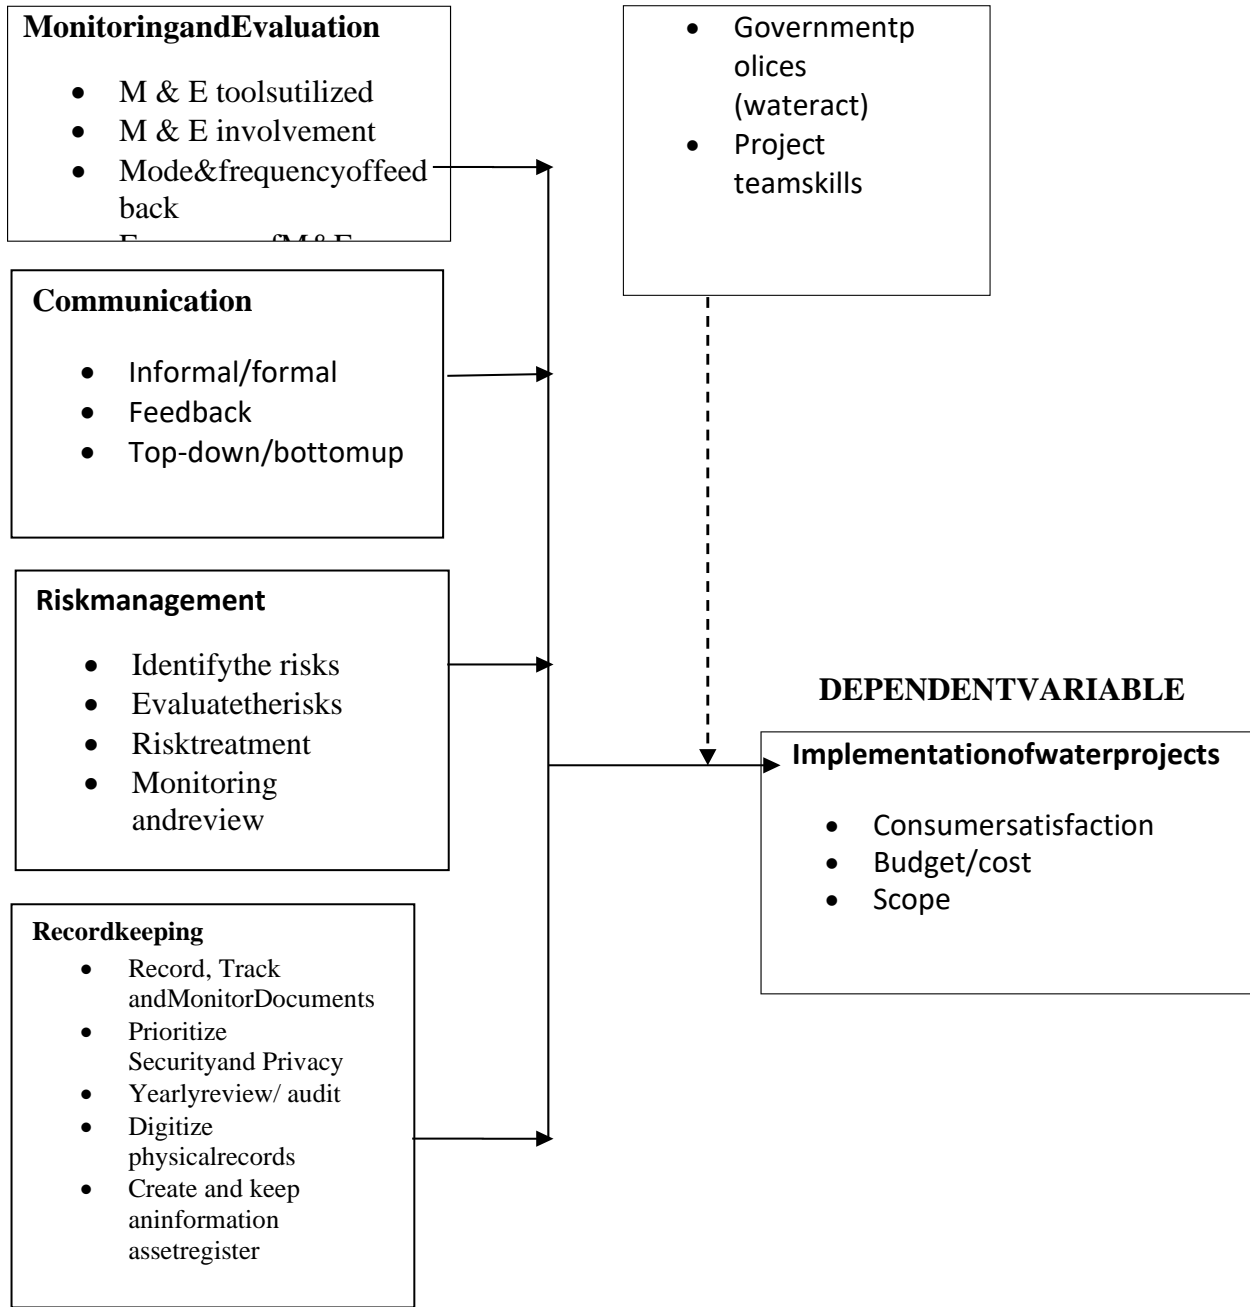 MonitoringandEvaluation
• M & E toolsutilized
• M & E involvement
• Mode&frequencyoffeed
back
Communication
• Informal/formal
• Feedback
• Top-down/bottomup
Riskmanagement
• Identifythe risks
• Evaluatetherisks
• Risktreatment
• Monitoring
andreview
Recordkeeping
• Record, Track
andMonitorDocuments
• Prioritize
Securityand Privacy
• Yearlyreview/ audit
• Digitize
physicalrecords
• Create and keep
aninformation
assetregister
• Governmentp
olices
(wateract)
• Project
teamskills
DEPENDENTVARIABLE
Implementationofwaterprojects
• Consumersatisfaction
• Budget/cost
• Scope